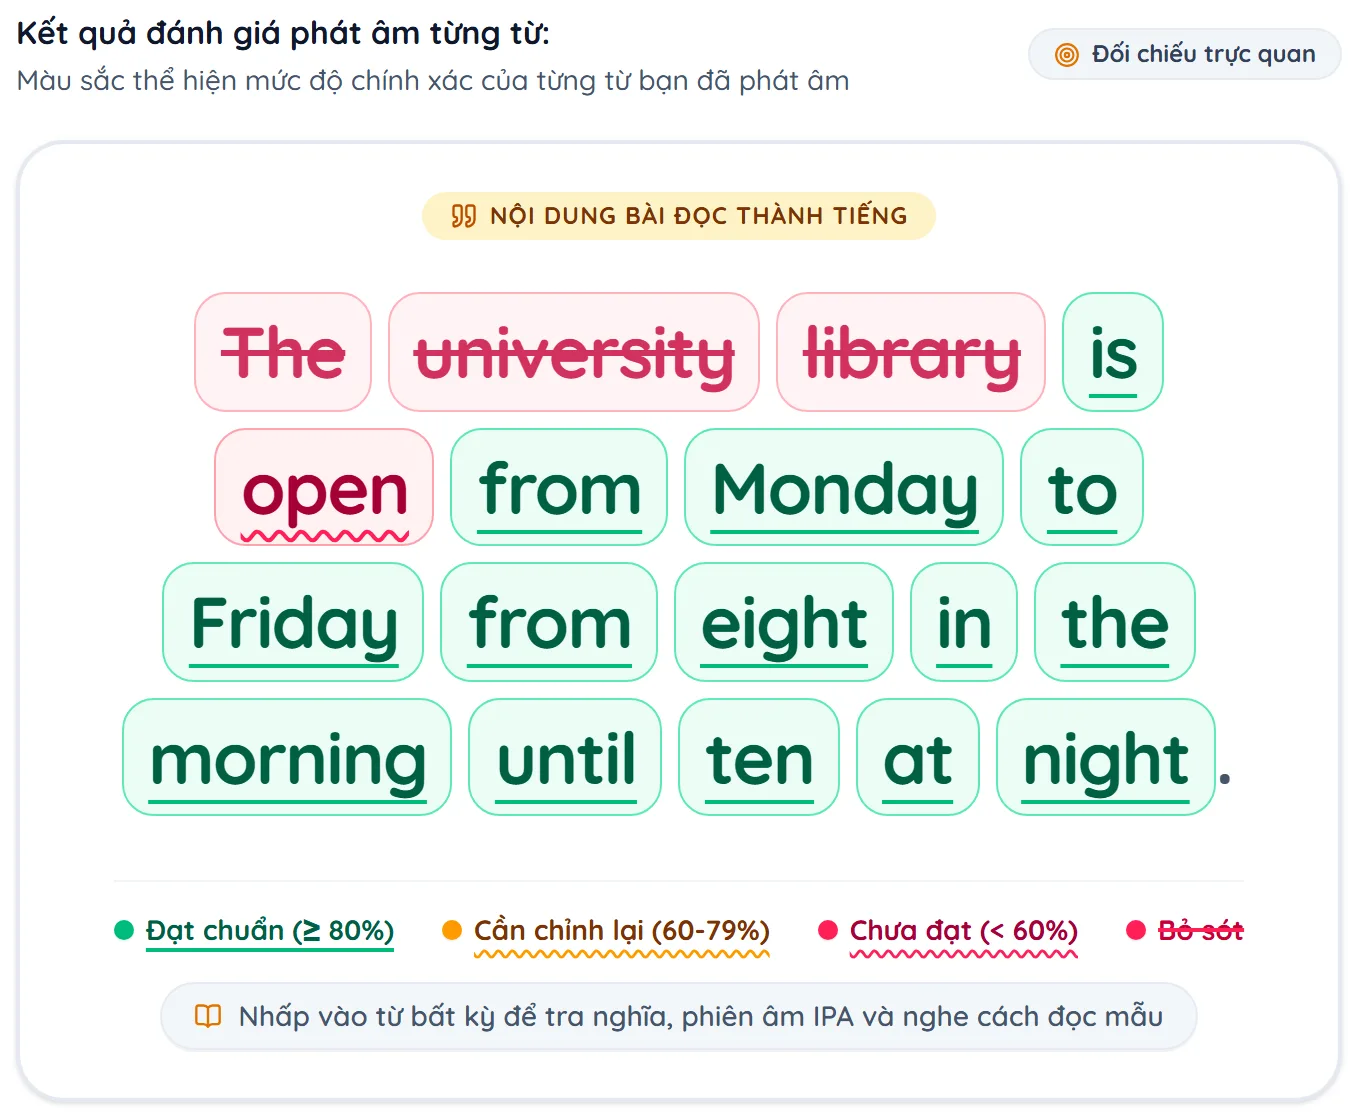 Kết quả đánh giá phát âm từng từ:
Màu sắc thể hiện mức độ chính xác của từng từ bạn đã phát âm
Đối chiếu trực quan
NỘI DUNG BÀI ĐỌC THÀNH TIẾNG
The university library is
open from Monday to
Friday from eight in the
morning until ten at night.
Đạt chuẩn (≥ 80%) Cần chỉnh lại (60-79%) Chưa đạt (< 60%) Bỏ sót
Nhấp vào từ bất kỳ để tra nghĩa, phiên âm IPA và nghe cách đọc mẫu